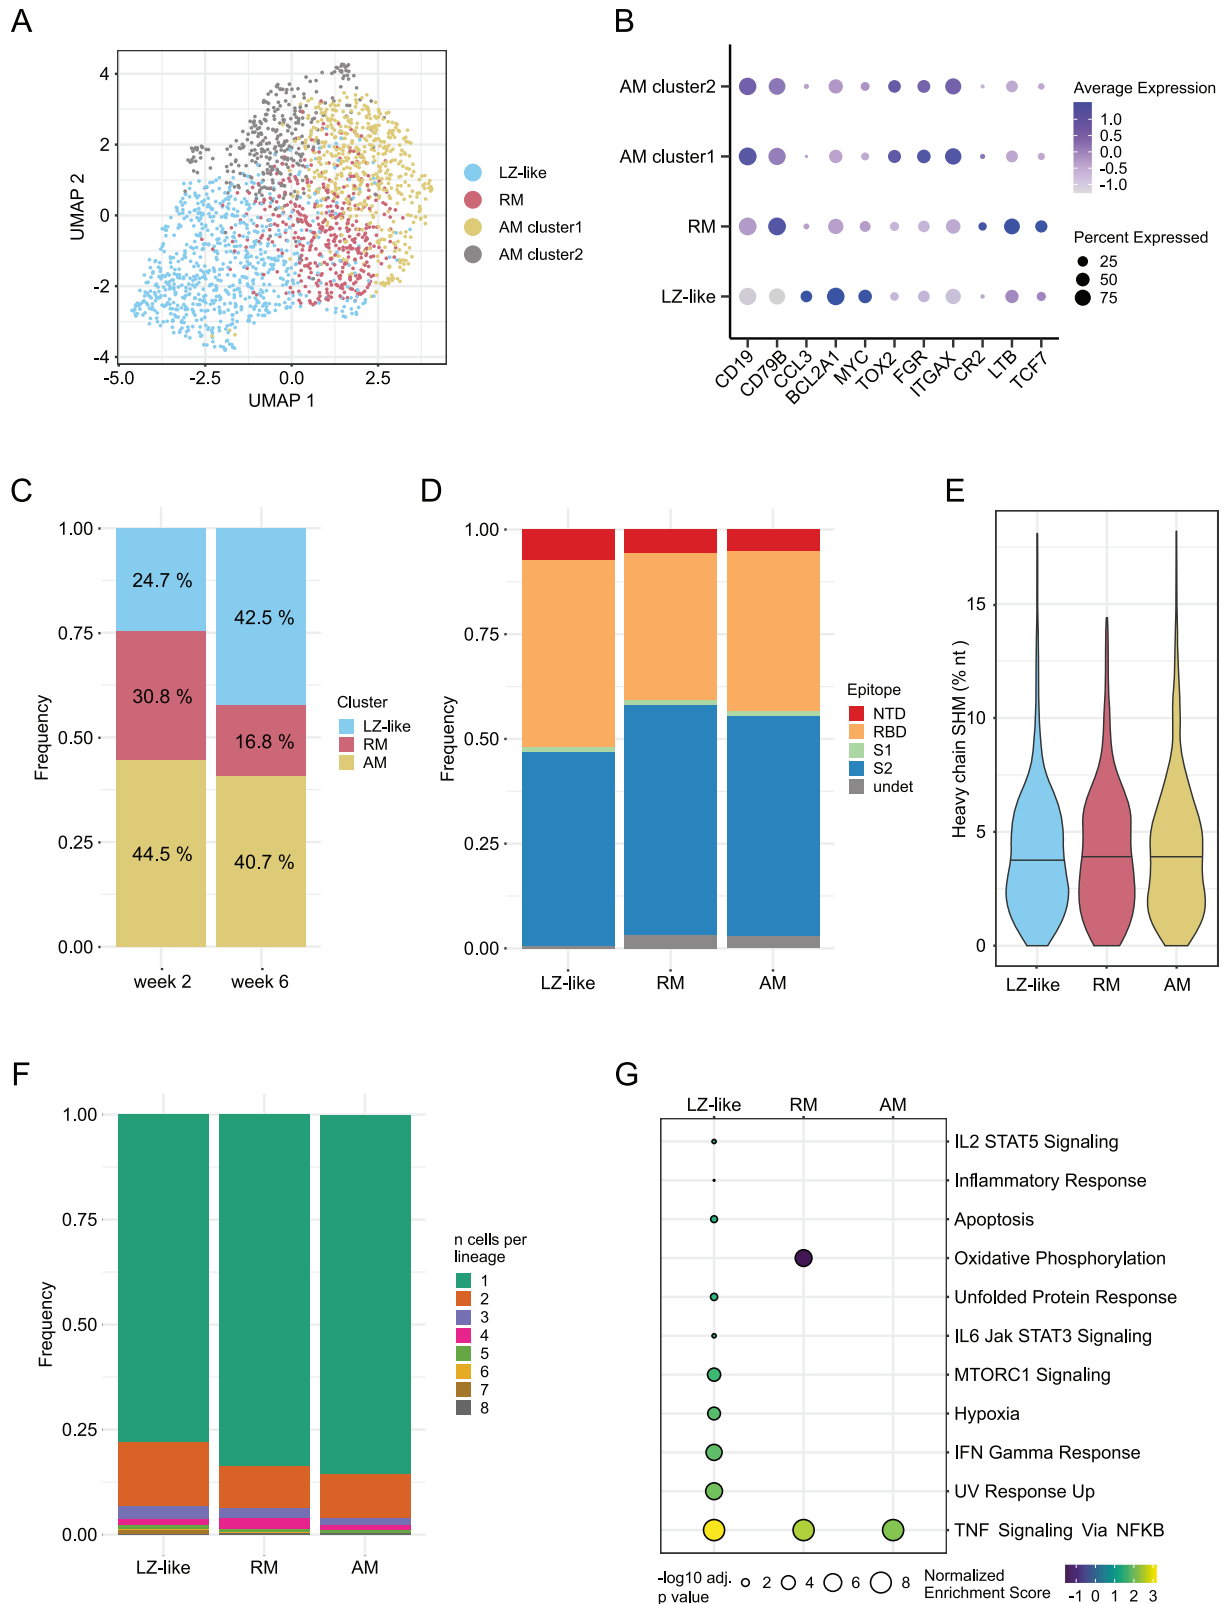 A
4
2
0
-2
-4
-5.0
-2.5
0.0
2.5
UMAP 1
UMAP 2
LZ-like
RM
AM cluster1
AM cluster2
B
AM cluster2
AM cluster1
RM
LZ-like
CD19
CD79B
CCL3
BCL2A1
MYC
TOX2
FGR
ITGAX
CR2
LTB
TCF7
Average Expression
1.0
0.5
0.0
-0.5
-1.0
Percent Expressed
25
50
75
C
1.00
0.75
0.50
0.25
0.00
Frequency
24.7 %
30.8 %
44.5 %
42.5 %
16.8 %
40.7 %
week 2
week 6
Cluster
LZ-like
RM
AM
D
1.00
0.75
0.50
0.25
0.00
Frequency
LZ-like
RM
AM
Epitope
NTD
RBD
S1
S2
undet
E
15
10
5
0
Heavy chain SHM (% nt )
LZ-like
RM
AM
F
1.00
0.75
0.50
0.25
0.00
Frequency
LZ-like
RM
AM
n cells per
lineage
1
2
3
4
5
6
7
8
G
LZ-like
RM
AM
IL2 STAT5 Signaling
Inflammatory Response
Apoptosis
Oxidative Phosphorylation
Unfolded Protein Response
IL6 Jak STAT3 Signaling
MTORC1 Signaling
Hypoxia
IFN Gamma Response
UV Response Up
TNF Signaling Via NFKB
-log10 adj.
p value
2
4
6
8
Normalized
Enrichment Score
-1 0 1 2 3